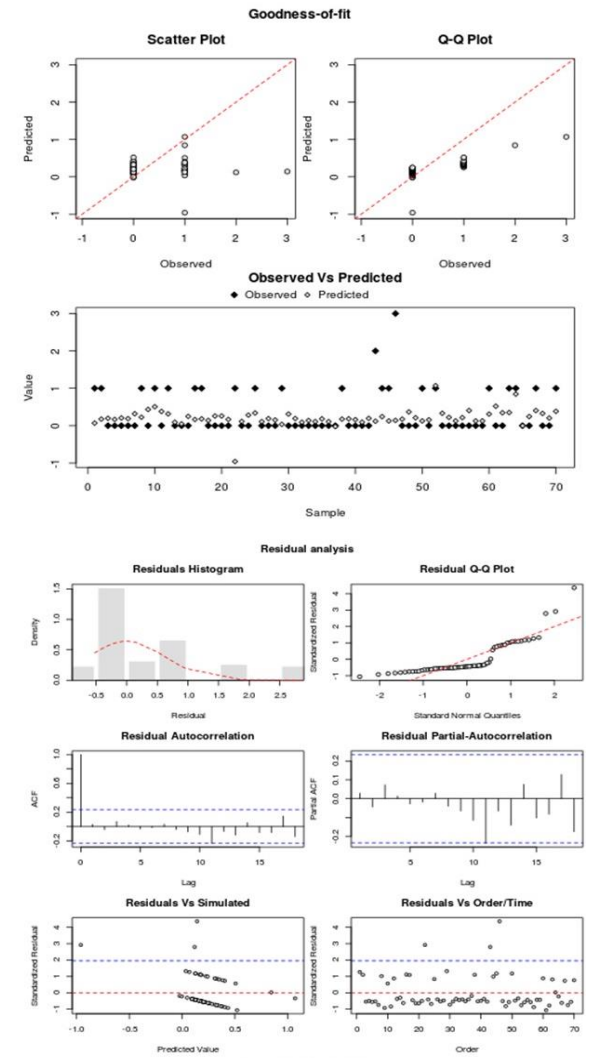 Goodness-of-fit
Scatter Plot
Q-Q Plot
Predicted
-1 0 1 2 3
-1 0 1 2 3
Observed
Predicted
-1 0 1 2 3
-1 0 1 2 3
Observed
Observed Vs Predicted
Observed Predicted
Value
-1 0 1 2 3
0 10 20 30 40 50 60 70
Sample
Residual analysis
Residuals Histogram
Residual Q-Q Plot
Density
0.0 0.5 1.0 1.5
-0.5 0.0 0.5 1.0 1.5 2.0 2.5
Residual
Standardized Residual
-1 0 1 2 3 4
-2 -1 0 1 2
Standard Normal Quantiles
Residual Autocorrelation
Residual Partial-Autocorrelation
ACF
-0.2 0.2 0.6 1.0
0 5 10 15
Lag
Partial ACF
-0.2 0.0 0.1 0.2
5 10 15
Lag
Residuals Vs Simulated
Residuals Vs Order/Time
Standardized Residual
-1 0 1 2 3 4
-1.0 -0.5 0.0 0.5 1.0
Predicted Value
Standardized Residual
-1 0 1 2 3 4
0 10 20 30 40 50 60 70
Order